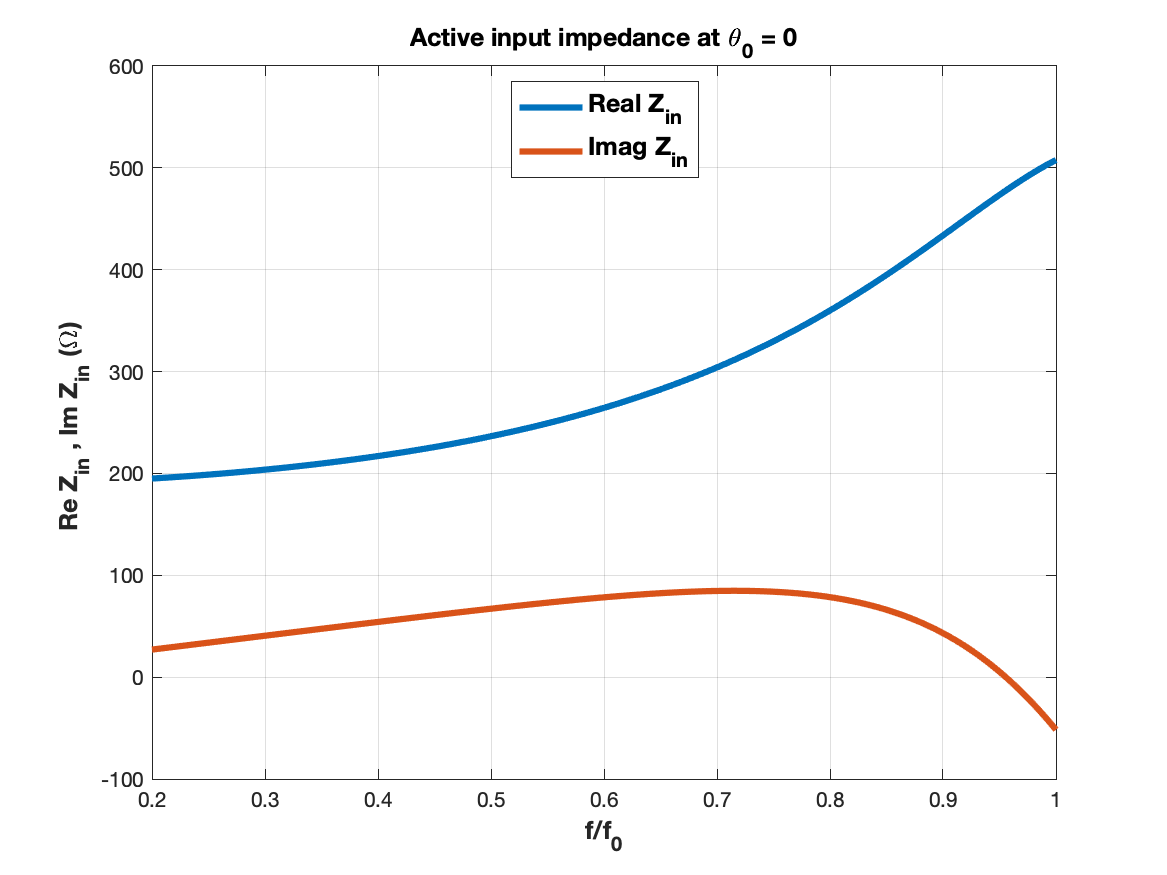 Active input impedance at θ₀ = 0
600
500
400
300
200
100
0
-100
Re Zᵢₙ , Im Zᵢₙ (Ω)
Real Zᵢₙ
Imag Zᵢₙ
0.2 0.3 0.4 0.5 0.6 0.7 0.8 0.9 1
f/f₀